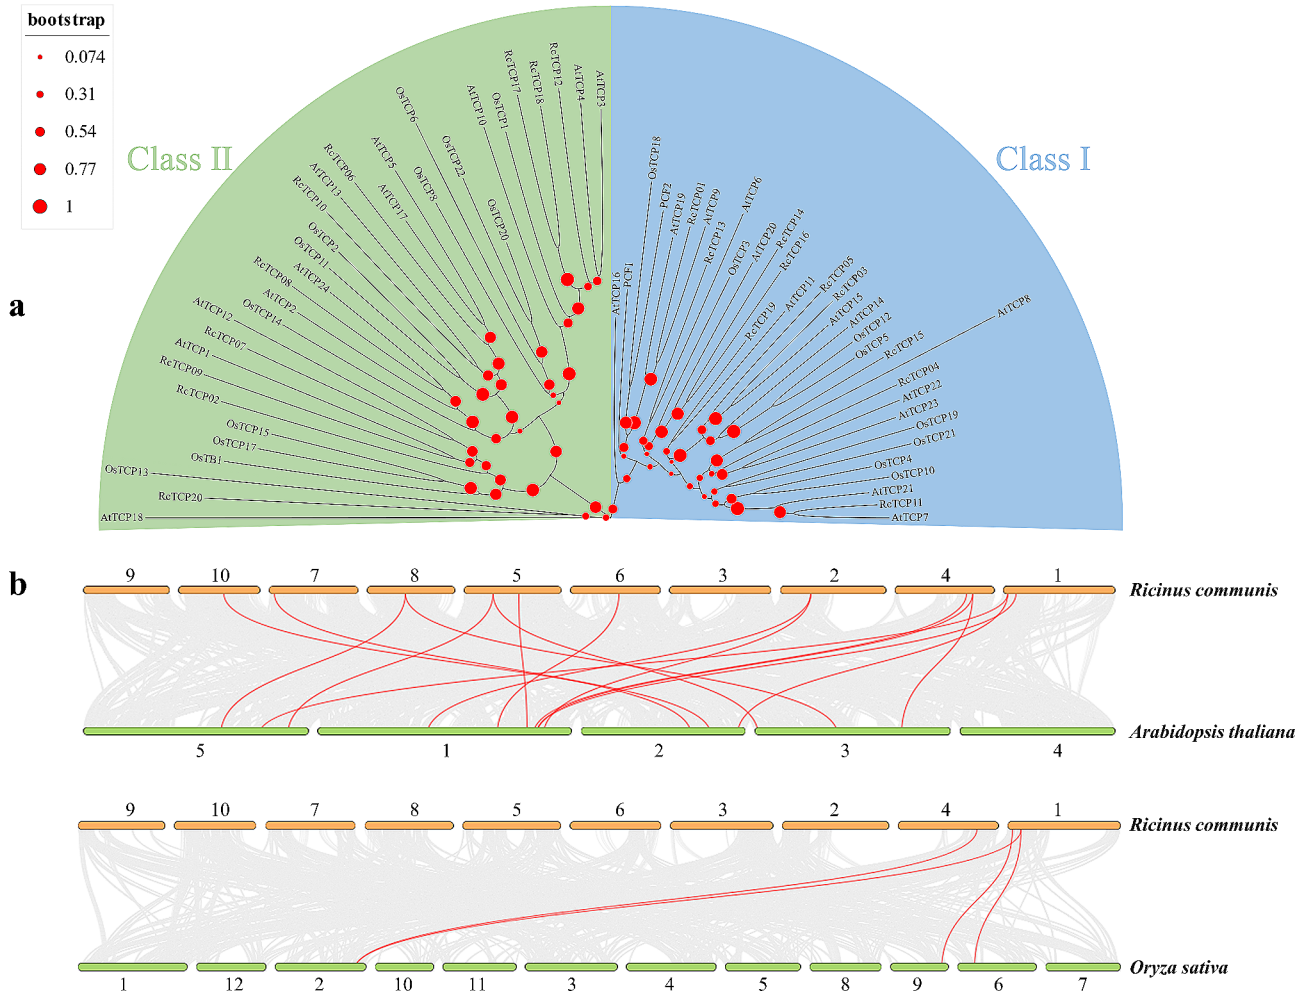 bootstrap
0.074
0.31
0.54
0.77
1
a
Class II
Class I
AtTCP18
RcTCP20
OsTCP13
OsTB1
OsTCP17
OsTCP15
RcTCP02
RcTCP09
AtTCP1
RcTCP07
AtTCP12
OsTCP14
AtTCP2
RcTCP08
AtTCP24
OsTCP11
OsTCP2
RcTCP10
AtTCP13
RcTCP06
AtTCP17
AtTCP5
OsTCP8
OsTCP6
OsTCP22
OsTCP20
AtTCP10
OsTCP1
RcTCP17
RcTCP18
RcTCP12
AtTCP4
AtTCP3
AtTCP16
PCF1
OsTCP18
PCF2
AtTCP19
RcTCP01
AtTCP9
RcTCP13
AtTCP6
OsTCP3
AtTCP20
RcTCP14
RcTCP16
RcTCP19
AtTCP11
RcTCP05
RcTCP03
AtTCP15
AtTCP14
OsTCP12
OsTCP5
RcTCP15
AtTCP8
RcTCP04
AtTCP22
AtTCP23
OsTCP19
OsTCP21
OsTCP4
OsTCP10
AtTCP21
RcTCP11
AtTCP7
b
9 10 7 8 5 6 3 2 4 1
Ricinus communis
Arabidopsis thaliana
5 1 2 3 4
9 10 7 8 5 6 3 2 4 1
Ricinus communis
Oryza sativa
1 12 2 10 11 3 4 5 8 9 6 7